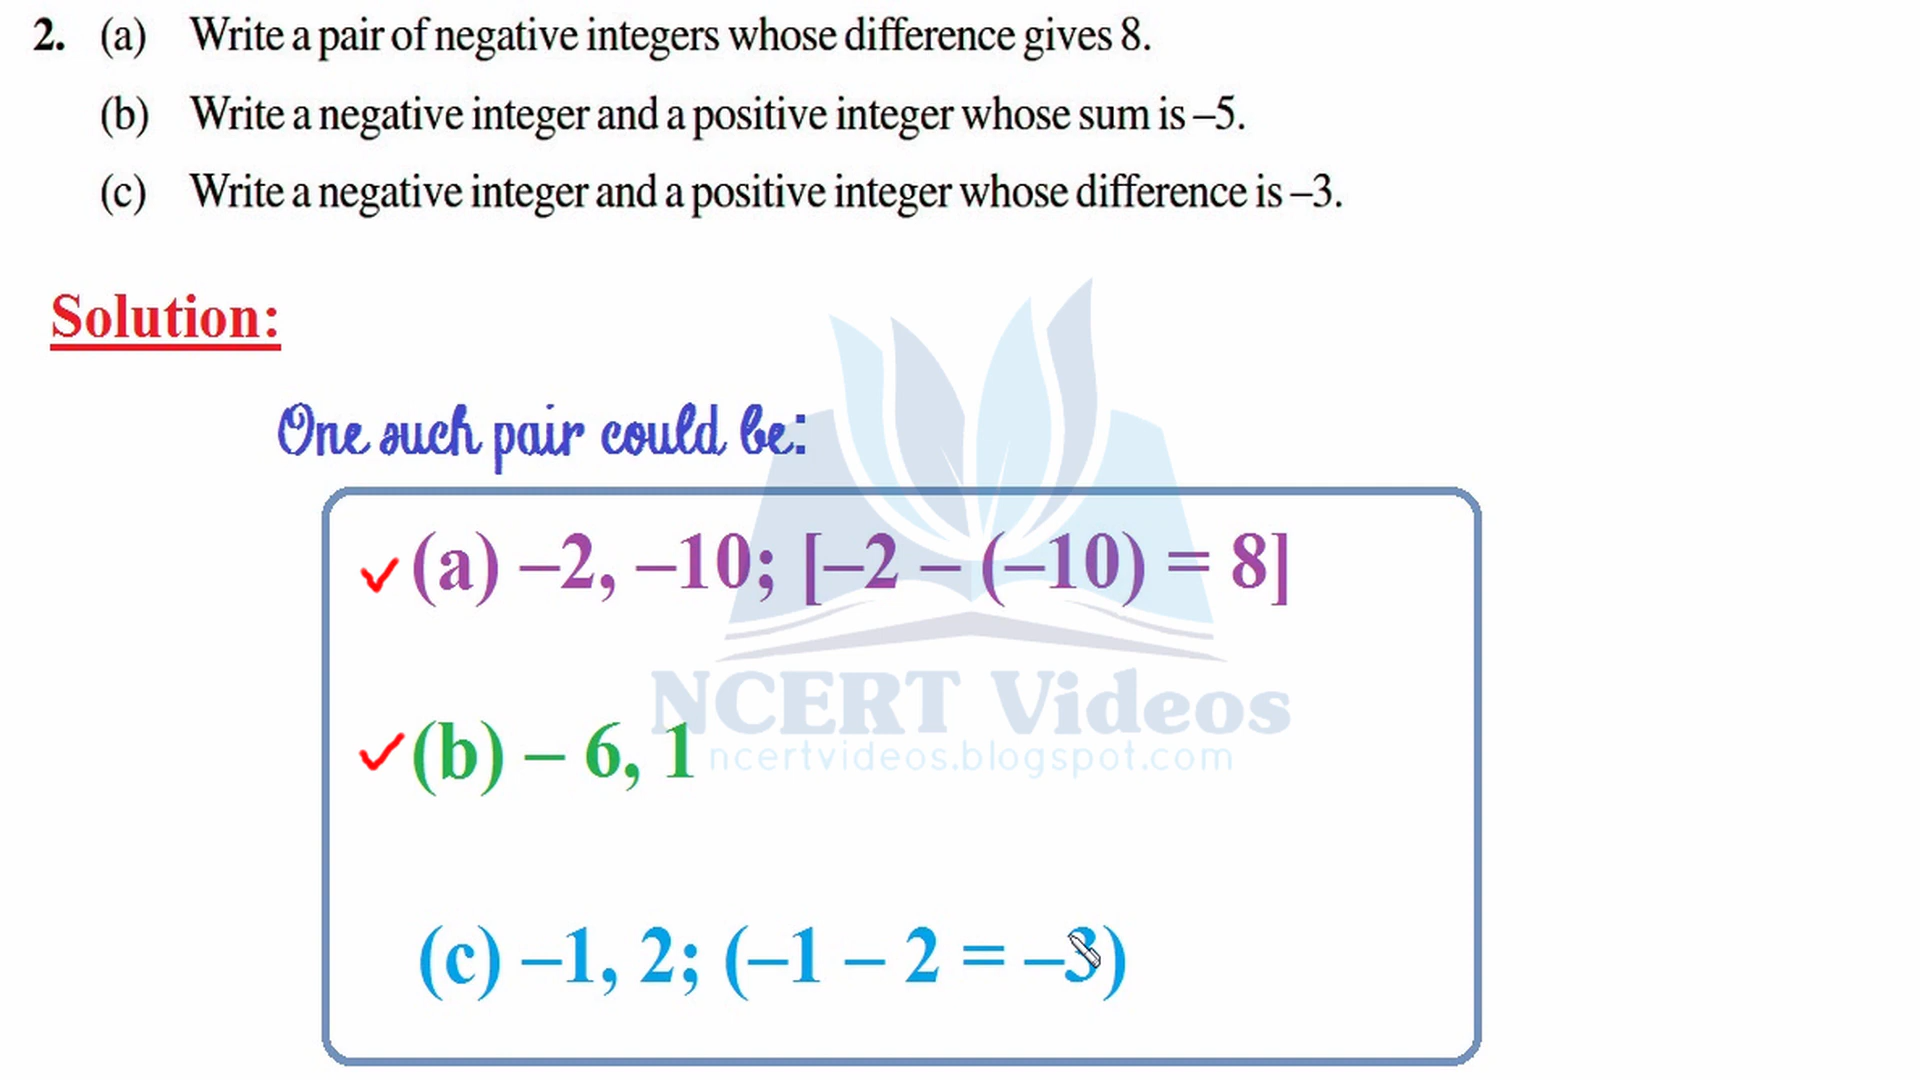 2. (a) Write a pair of negative integers whose difference gives 8.
(b) Write a negative integer and a positive integer whose sum is –5.
(c) Write a negative integer and a positive integer whose difference is –3.
Solution:
One such pair could be:
(a) –2, –10; [–2 – (–10) = 8]
NCERT Videos
(b) – 6, 1
ncertvideos.blogspot.com
(c) –1, 2; (–1 – 2 = –3)